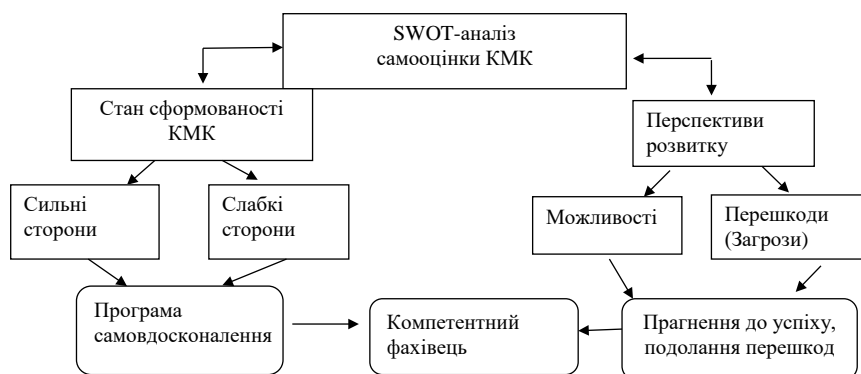 SWOT-аналіз
самооцінки КМК
Стан сформованості
КМК
Перспективи
розвитку
Сильні
сторони
Слабкі
сторони
Можливості
Перешкоди
(Загрози)
Програма
самовдосконалення
Компетентний
фахівець
Прагнення до успіху,
подолання перешкод